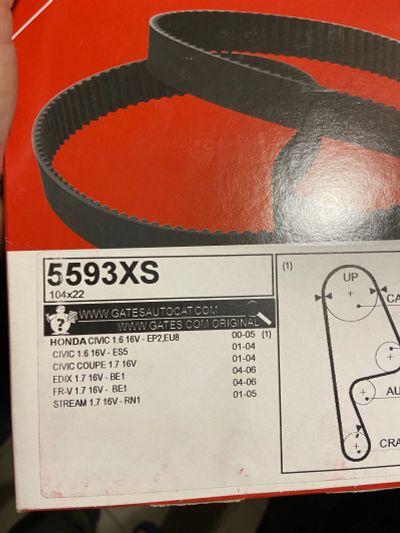 5593XS
104x22
WWW.GATESAUTOCAT.COM
WWW.GATES.COM/ORIGINAL
HONDA CIVIC 1.6 16V - EP2,EU8 00-05 (1)
CIVIC 1.6 16V - ES5 01-04
CIVIC COUPE 1.7 16V 01-04
EDIX 1.7 16V - BE1 04-06
FR-V 1.7 16V - BE1 04-06
STREAM 1.7 16V - RN1 01-05
(1)
UP
CA
AU
CRA